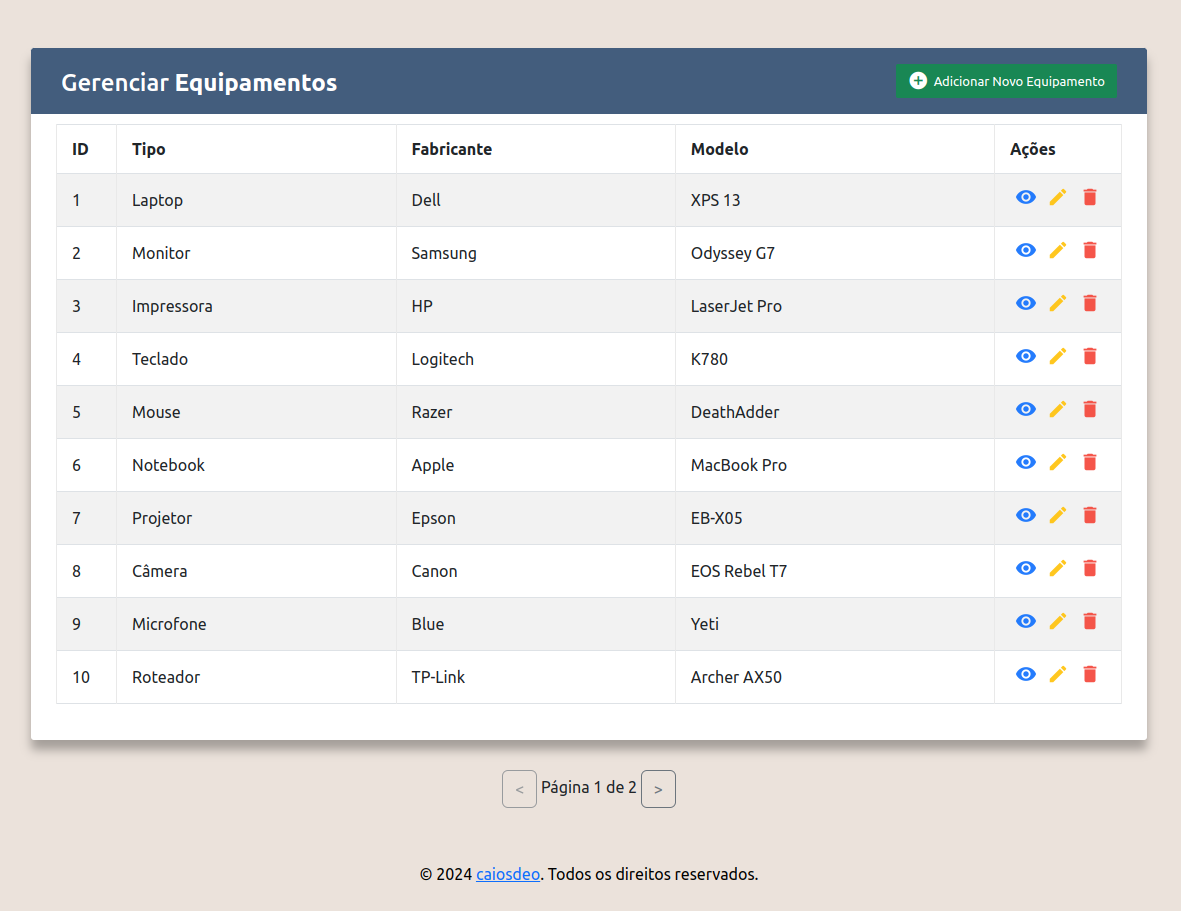 Gerenciar Equipamentos
Adicionar Novo Equipamento
ID Tipo Fabricante Modelo Ações
1 Laptop Dell XPS 13
2 Monitor Samsung Odyssey G7
3 Impressora HP LaserJet Pro
4 Teclado Logitech K780
5 Mouse Razer DeathAdder
6 Notebook Apple MacBook Pro
7 Projetor Epson EB-X05
8 Câmera Canon EOS Rebel T7
9 Microfone Blue Yeti
10 Roteador TP-Link Archer AX50
< Página 1 de 2 >
© 2024 caiosdeo. Todos os direitos reservados.